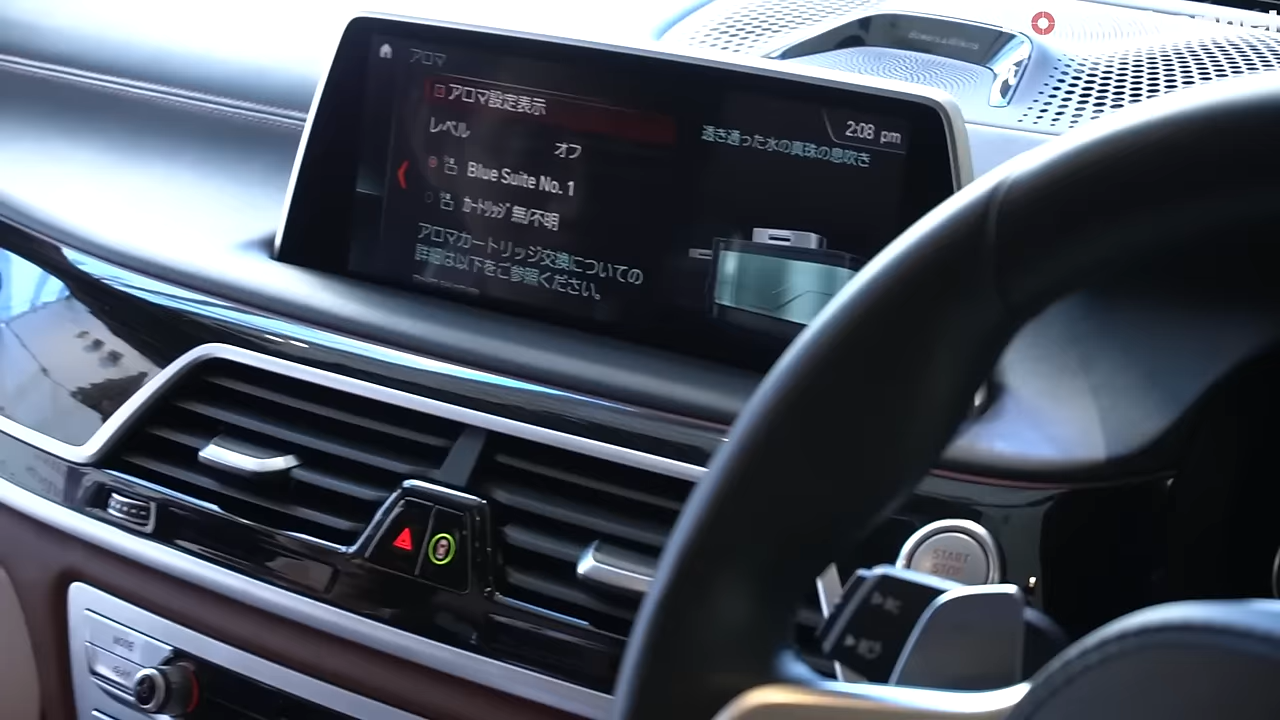 アロマ
アロマ設定表示
レベル
オフ
Blue Suite No. 1
カートリッジ 無/不明
アロマカートリッジ交換についての
詳細は以下をご参照ください。
2:08 pm
透き通った水の真珠の息吹き
START
STOP
MODE